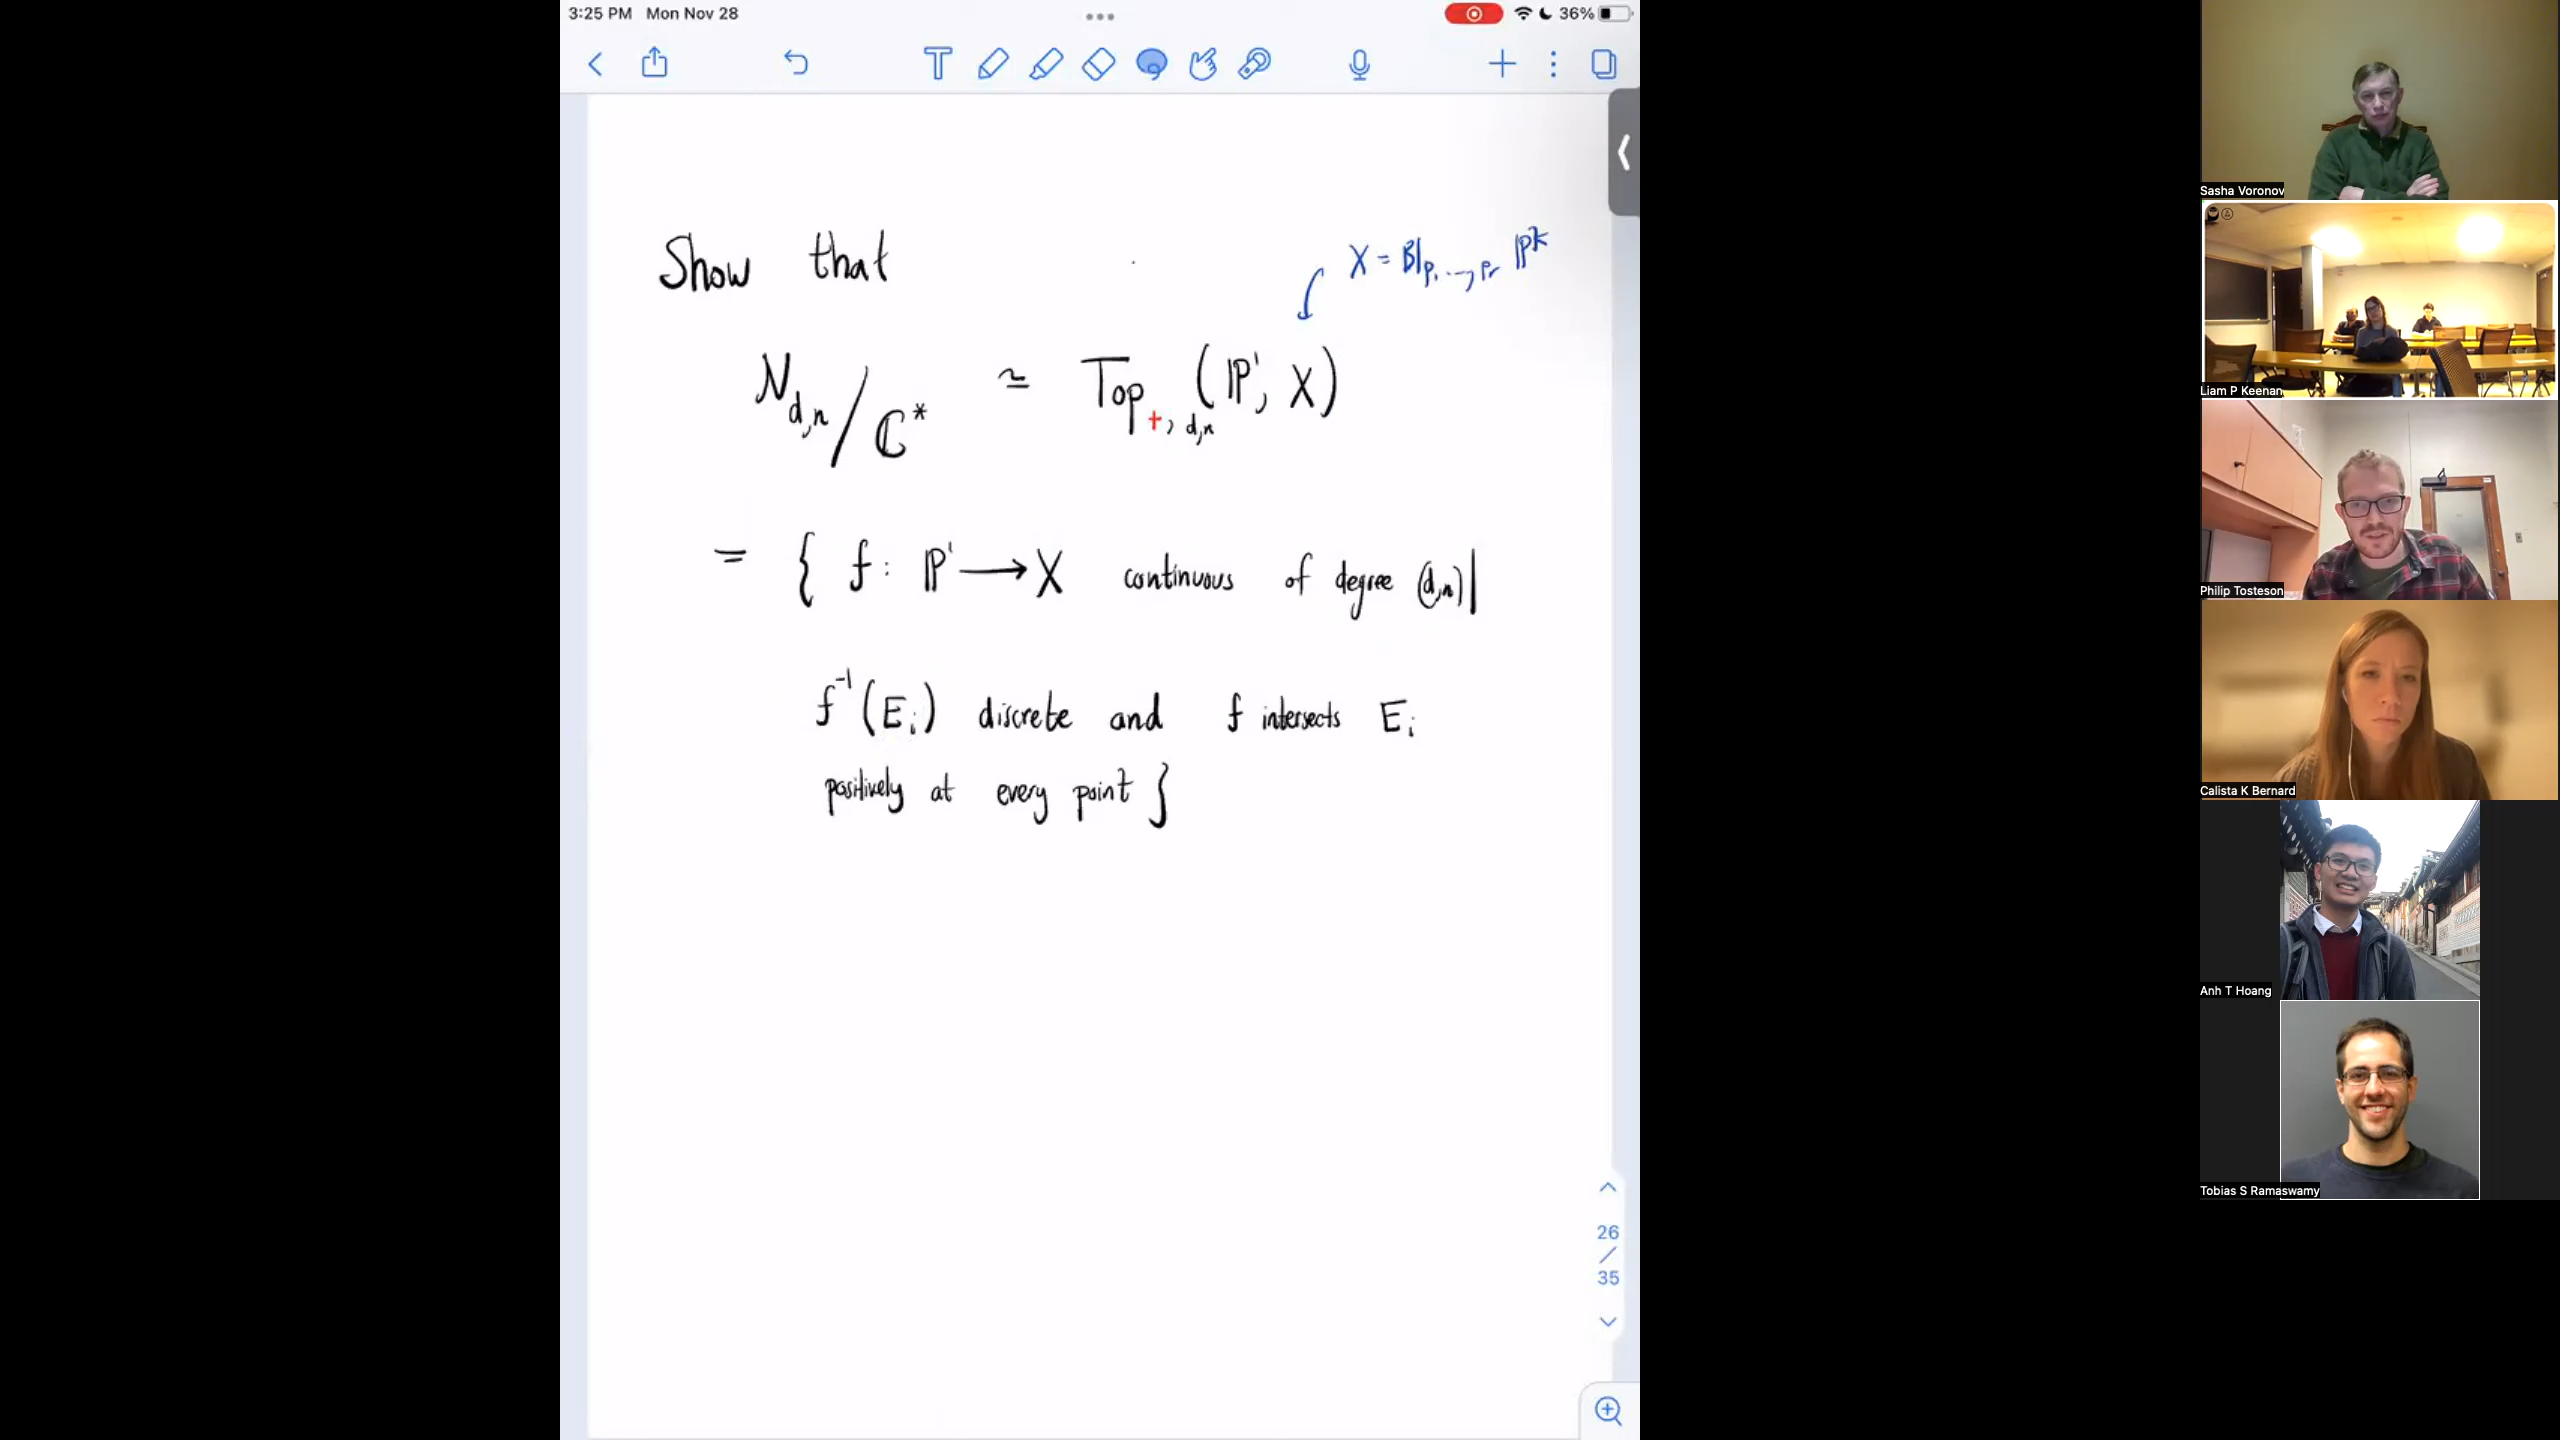 3:25 PM Mon Nov 28
36%
Show that
X = Bl_{p_1, ..., p_r} ℙ^k
N_{d,n} / ℂ* ≃ Top_{+, d,n} (ℙ¹, X)
= { f: ℙ¹ ⟶ X continuous of degree (d,n) |
f⁻¹(E_i) discrete and f intersects E_i
positively at every point }
26
/
35
Sasha Voronov
Liam P Keenan
Philip Tosteson
Calista K Bernard
Anh T Hoang
Tobias S Ramaswamy